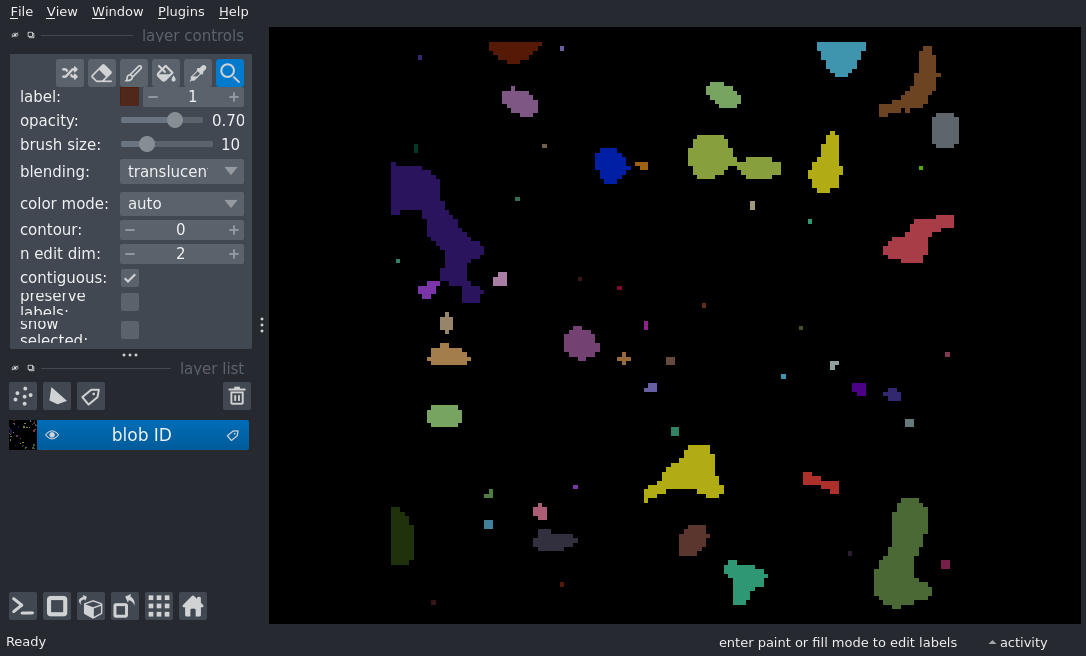 File View Window Plugins Help
layer controls
label: 1
opacity: 0.70
brush size: 10
blending: translucen
color mode: auto
contour: 0
n edit dim: 2
contiguous:
preserve
labels:
show
selected:
layer list
blob ID
Ready enter paint or fill mode to edit labels activity